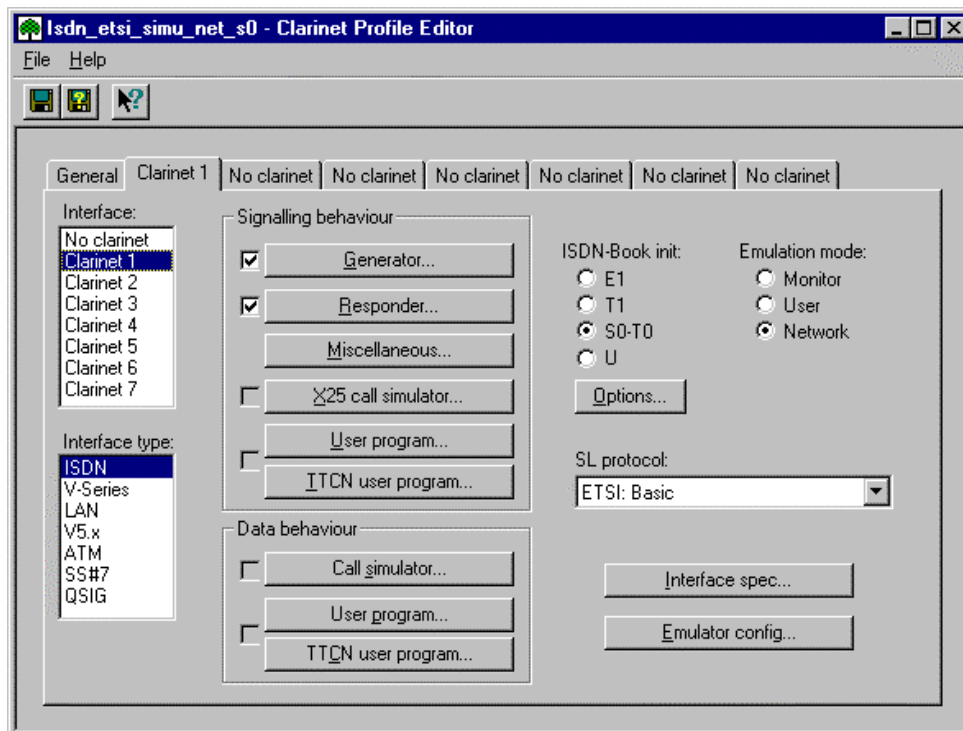 Isdn_etsi_simu_net_s0 - Clarinet Profile Editor
File Help
General Clarinet 1 No clarinet No clarinet No clarinet No clarinet No clarinet No clarinet
Interface:
No clarinet
Clarinet 1
Clarinet 2
Clarinet 3
Clarinet 4
Clarinet 5
Clarinet 6
Clarinet 7
Interface type:
ISDN
V-Series
LAN
V5.x
ATM
SS#7
QSIG
Signalling behaviour
Generator...
Responder...
Miscellaneous...
X25 call simulator...
User program...
TTCN user program...
Data behaviour
Call simulator...
User program...
TTCN user program...
ISDN-Book init:
E1
T1
S0-T0
U
Options...
Emulation mode:
Monitor
User
Network
SL protocol:
ETSI: Basic
Interface spec...
Emulator config...